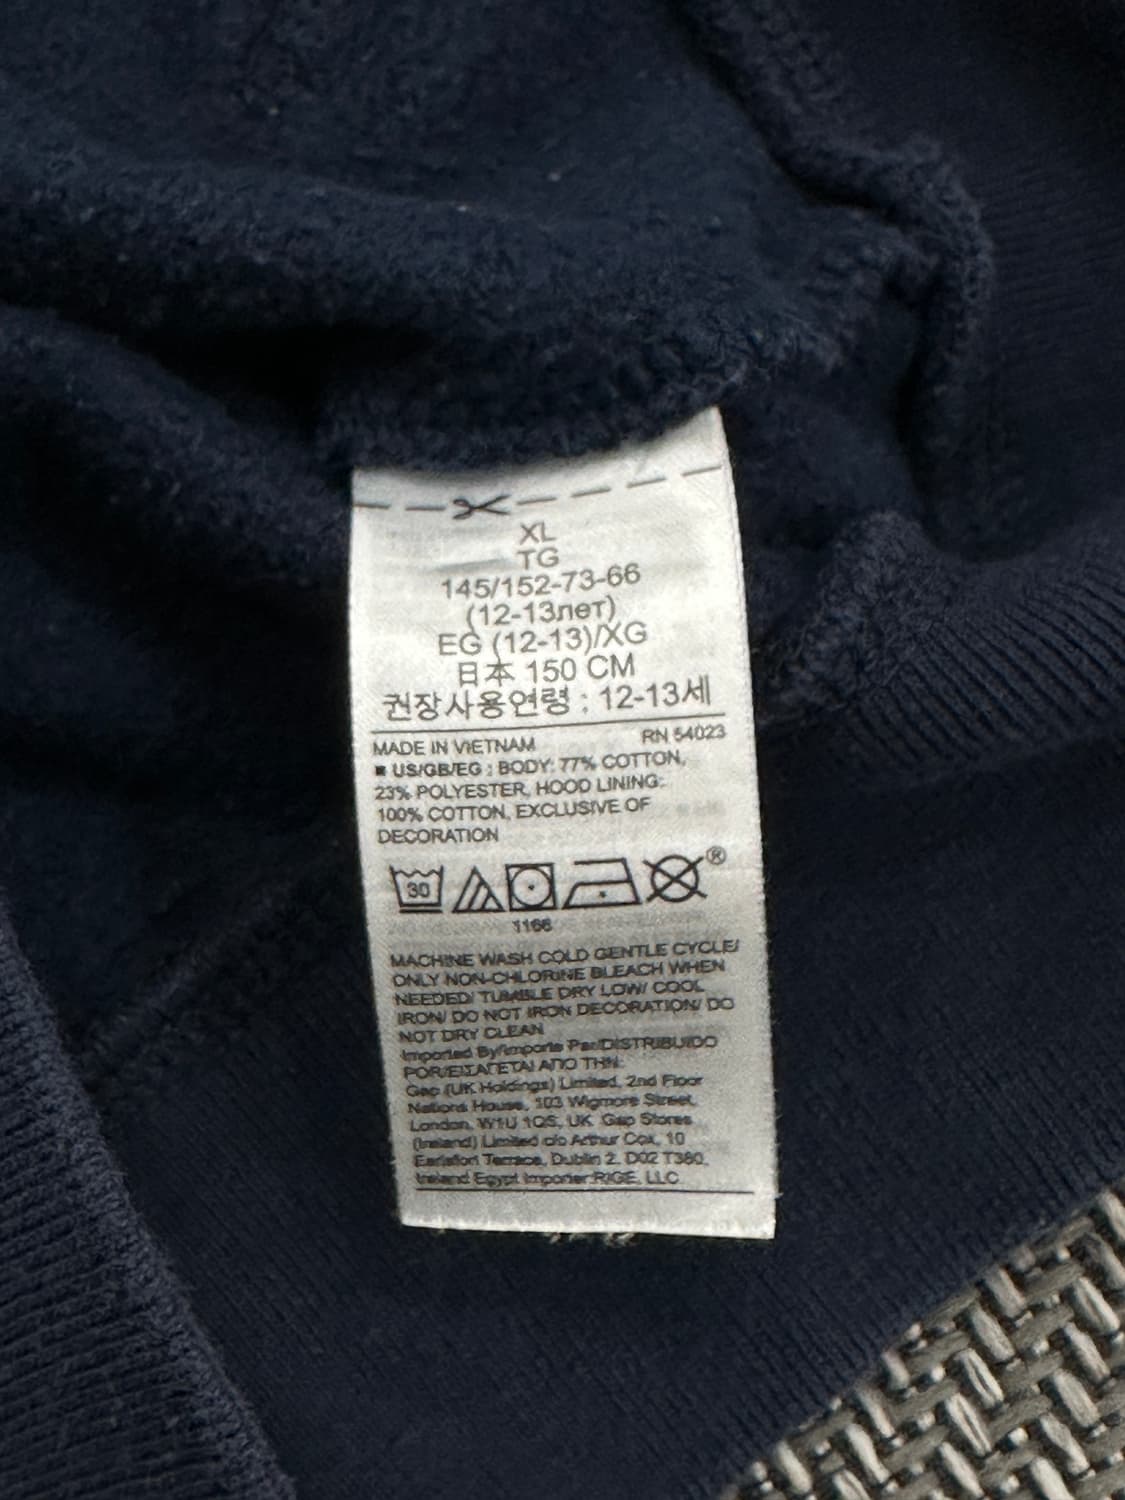 XL
TG
145/152-73-66
(12-13лет)
EG (12-13)/XG
日本 150 CM
권장사용연령 : 12-13세
MADE IN VIETNAM RN 54023
■ US/GB/EG : BODY: 77% COTTON,
23% POLYESTER, HOOD LINING:
100% COTTON, EXCLUSIVE OF
DECORATION
30
®
1166
MACHINE WASH COLD GENTLE CYCLE/
ONLY NON-CHLORINE BLEACH WHEN
NEEDED/ TUMBLE DRY LOW/ COOL
IRON/ DO NOT IRON DECORATION/ DO
NOT DRY CLEAN
Imported By/Importe Par/DISTRIBUIDO
POR/ΕΙΣΑΓΕΤΑΙ ΑΠΟ ΤΗΝ:
Gap (UK Holdings) Limited, 2nd Floor
Nations House, 103 Wigmore Street,
London, W1U 1QS, UK Gap Stores
(Ireland) Limited c/o Arthur Cox, 10
Earlsfort Terrace, Dublin 2, D02 T380,
Ireland Egypt Importer:RIGE, LLC